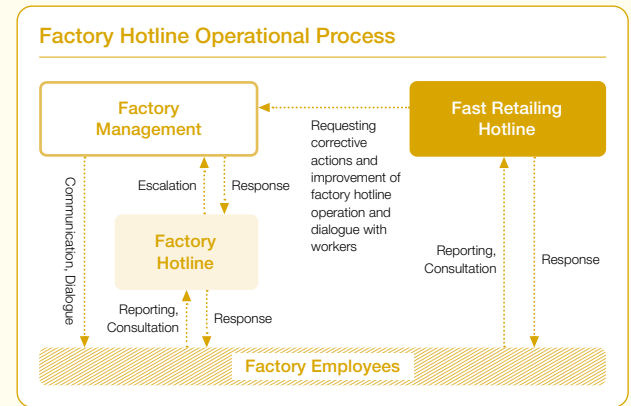 Factory Hotline Operational Process
Factory
Management
Fast Retailing
Hotline
Requesting
corrective
actions and
improvement of
factory hotline
operation and
dialogue with
workers
Communication, Dialogue
Escalation
Response
Factory
Hotline
Reporting,
Consultation
Response
Reporting,
Consultation
Response
Factory Employees